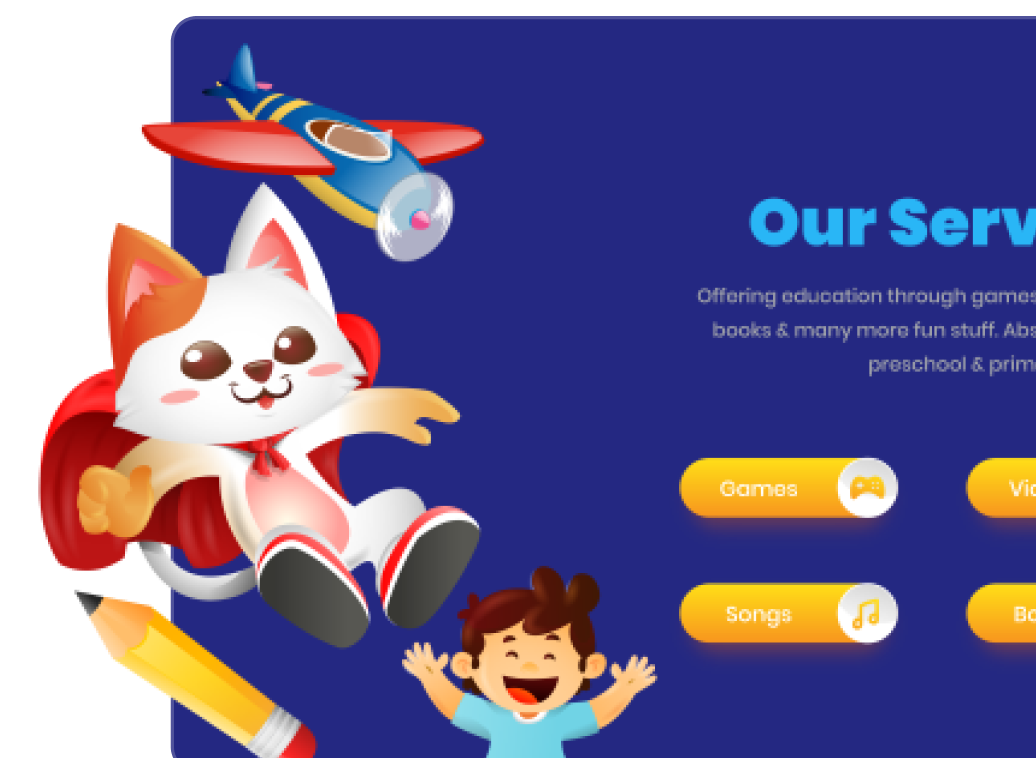 Our Serv
Offering education through games
books & many more fun stuff. Abs
preschool & prim
Games
Vi
Songs
Bo